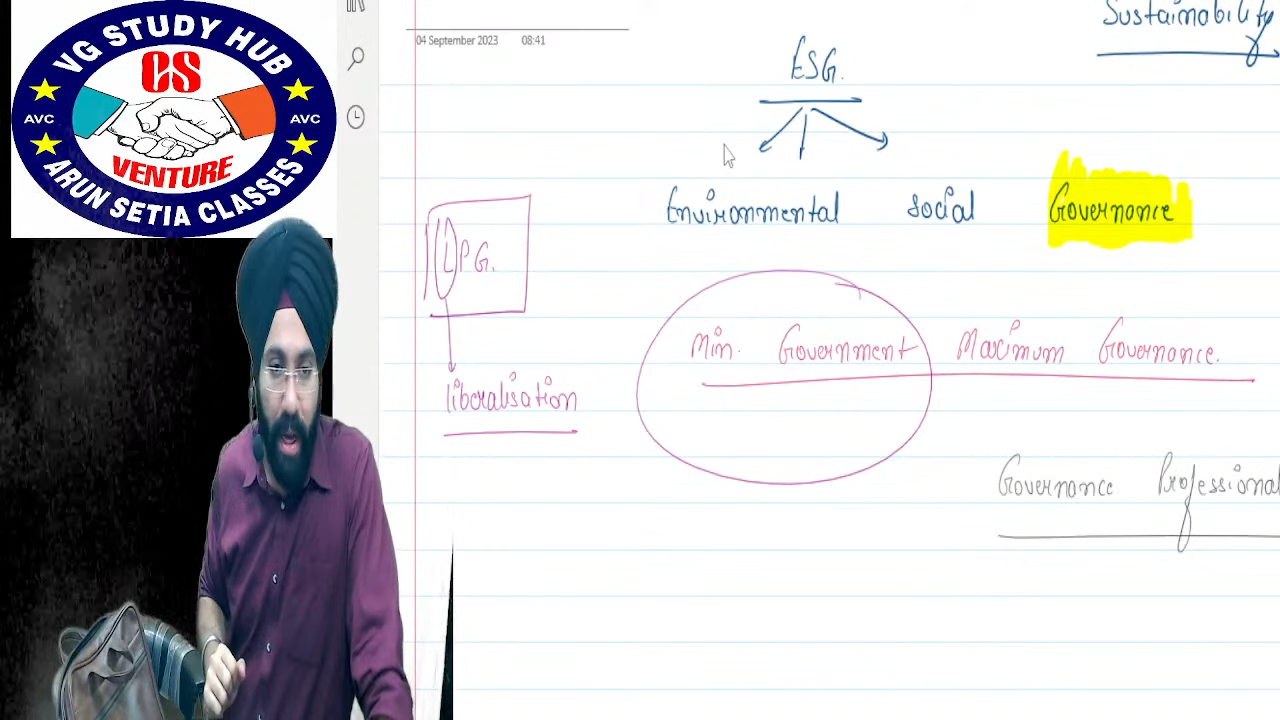 VG STUDY HUB
CS
AVC
AVC
VENTURE
ARUN SETIA CLASSES
04 September 2023 08:41
Sustainability
ESG.
Environmental Social Governance
LPG.
Min. Government Maximum Governance.
liberalisation
Governance Professional